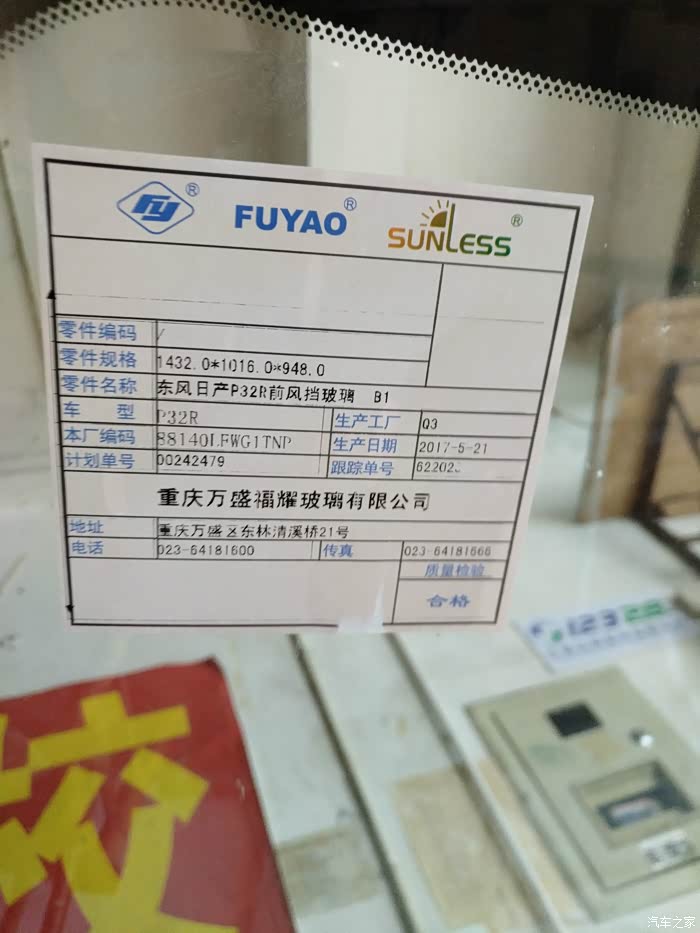 Fy ® FUYAO ® SUNLESS ®
零件编码 /
零件规格 1432.0*1016.0*948.0
零件名称 东风日产P32R前风挡玻璃 B1
车 型 P32R 生产工厂 Q3
本厂编码 88140LFWG1TNP 生产日期 2017-5-21
计划单号 00242479 跟踪单号 62202
重庆万盛福耀玻璃有限公司
地址 重庆万盛区东林清溪桥21号
电话 023-64181600 传真 023-64181666
质量检验
合格
123
汽车之家